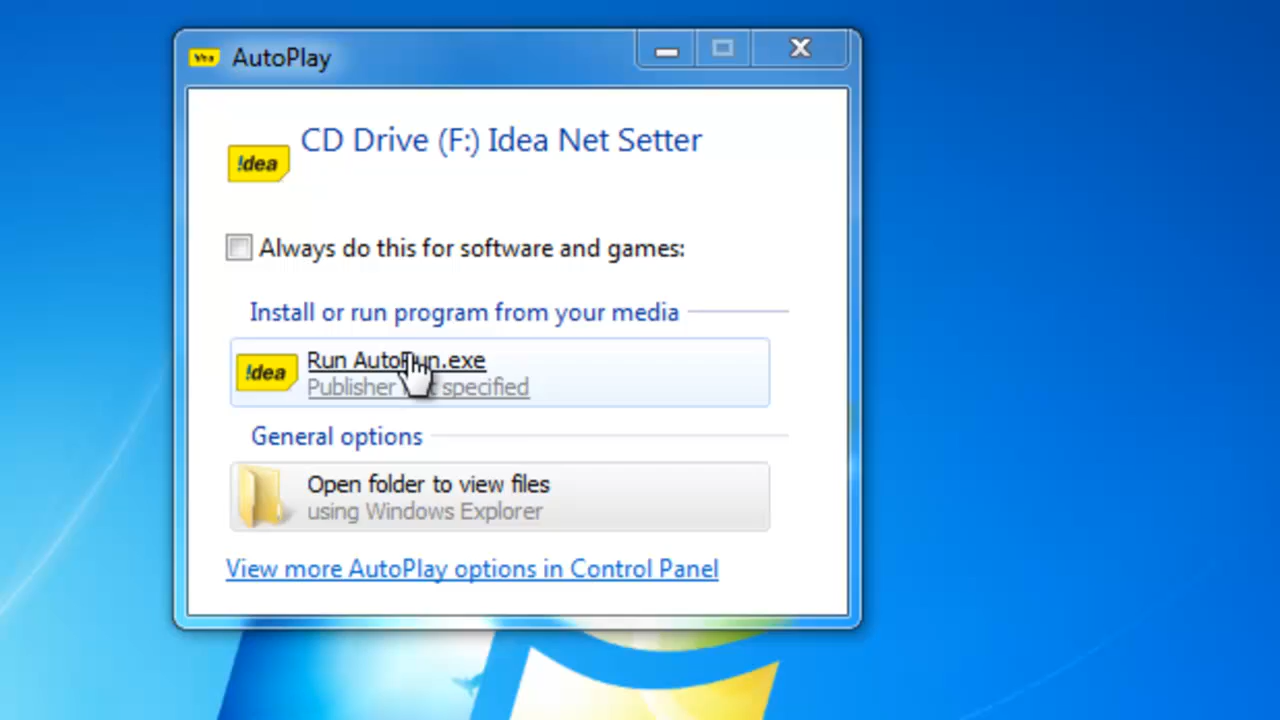 AutoPlay
CD Drive (F:) Idea Net Setter
!dea
Always do this for software and games:
Install or run program from your media
!dea
Run AutoRun.exe
Publisher not specified
General options
Open folder to view files
using Windows Explorer
View more AutoPlay options in Control Panel